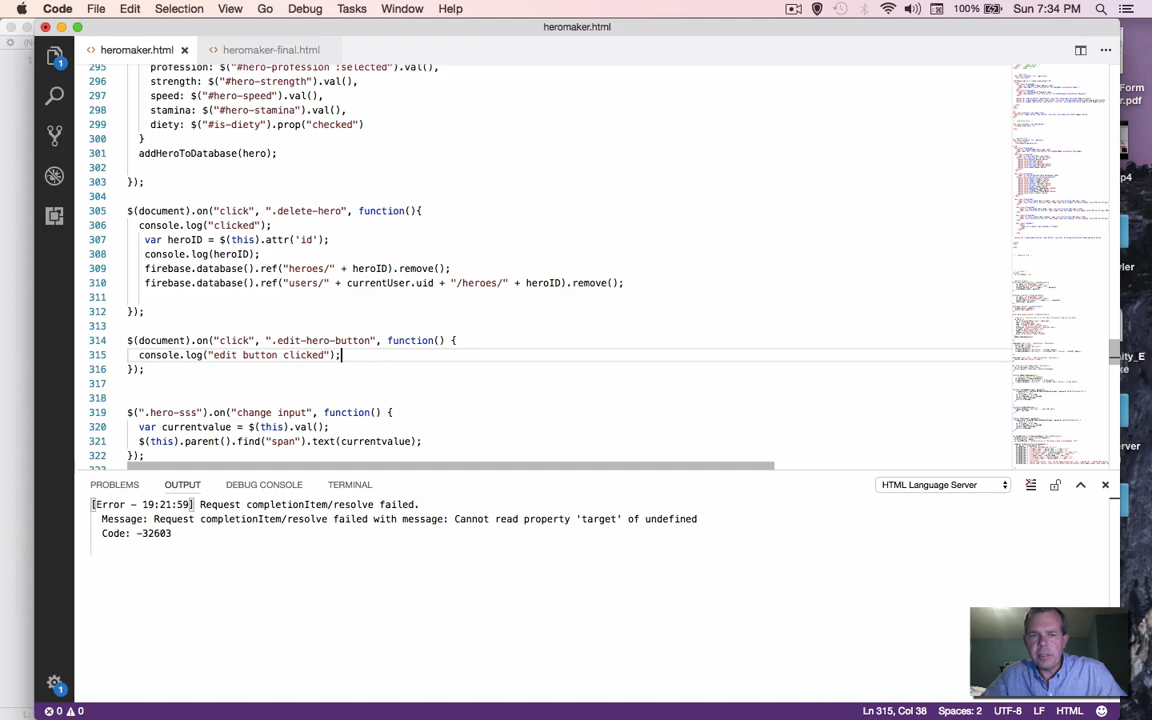 Code File Edit Selection View Go Debug Tasks Window Help 100% Sun 7:34 PM
heromaker.html
heromaker.html heromaker-final.html
295 profession: $("#hero-profession :selected").val(),
296 strength: $("#hero-strength").val(),
297 speed: $("#hero-speed").val(),
298 stamina: $("#hero-stamina").val(),
299 diety: $("#is-diety").prop("checked")
300 }
301 addHeroToDatabase(hero);
302
303 });
304
305 $(document).on("click", ".delete-hero", function(){
306 console.log("clicked");
307 var heroID = $(this).attr('id');
308 console.log(heroID);
309 firebase.database().ref("heroes/" + heroID).remove();
310 firebase.database().ref("users/" + currentUser.uid + "/heroes/" + heroID).remove();
311
312 });
313
314 $(document).on("click", ".edit-hero-button", function() {
315 console.log("edit button clicked");
316 });
317
318
319 $(".hero-sss").on("change input", function() {
320 var currentvalue = $(this).val();
321 $(this).parent().find("span").text(currentvalue);
322 });
PROBLEMS OUTPUT DEBUG CONSOLE TERMINAL HTML Language Server
[Error - 19:21:59] Request completionItem/resolve failed.
Message: Request completionItem/resolve failed with message: Cannot read property 'target' of undefined
Code: -32603
0 0 Ln 315, Col 38 Spaces: 2 UTF-8 LF HTML
1
1